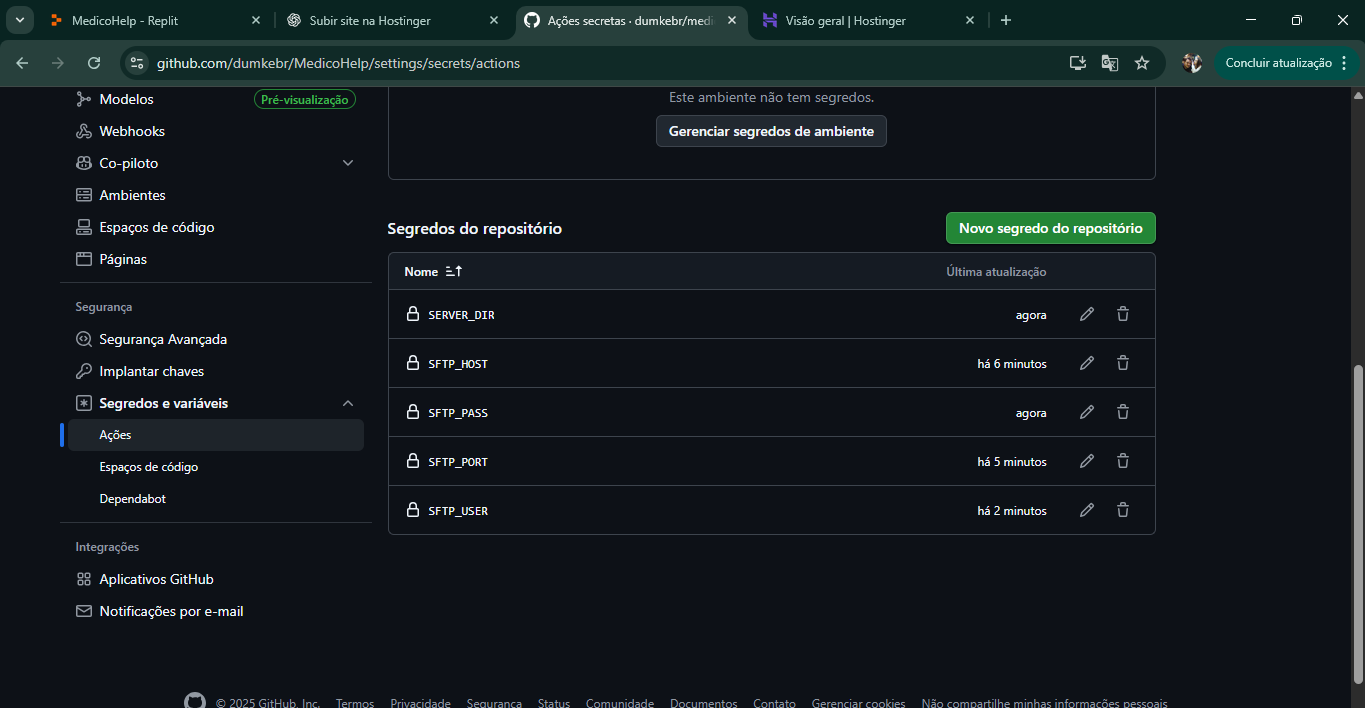 MedicoHelp - Replit
Subir site na Hostinger
Ações secretas · dumkebr/medi
Visão geral | Hostinger
github.com/dumkebr/MedicoHelp/settings/secrets/actions
Concluir atualização
Modelos
Pré-visualização
Webhooks
Co-piloto
Ambientes
Espaços de código
Páginas
Segurança
Segurança Avançada
Implantar chaves
Segredos e variáveis
Ações
Espaços de código
Dependabot
Integrações
Aplicativos GitHub
Notificações por e-mail
Este ambiente não tem segredos.
Gerenciar segredos de ambiente
Segredos do repositório
Novo segredo do repositório
Nome
Última atualização
SERVER_DIR
agora
SFTP_HOST
há 6 minutos
SFTP_PASS
agora
SFTP_PORT
há 5 minutos
SFTP_USER
há 2 minutos
© 2025 GitHub, Inc.
Termos
Privacidade
Segurança
Status
Comunidade
Documentos
Contato
Gerenciar cookies
Não compartilhe minhas informações pessoais